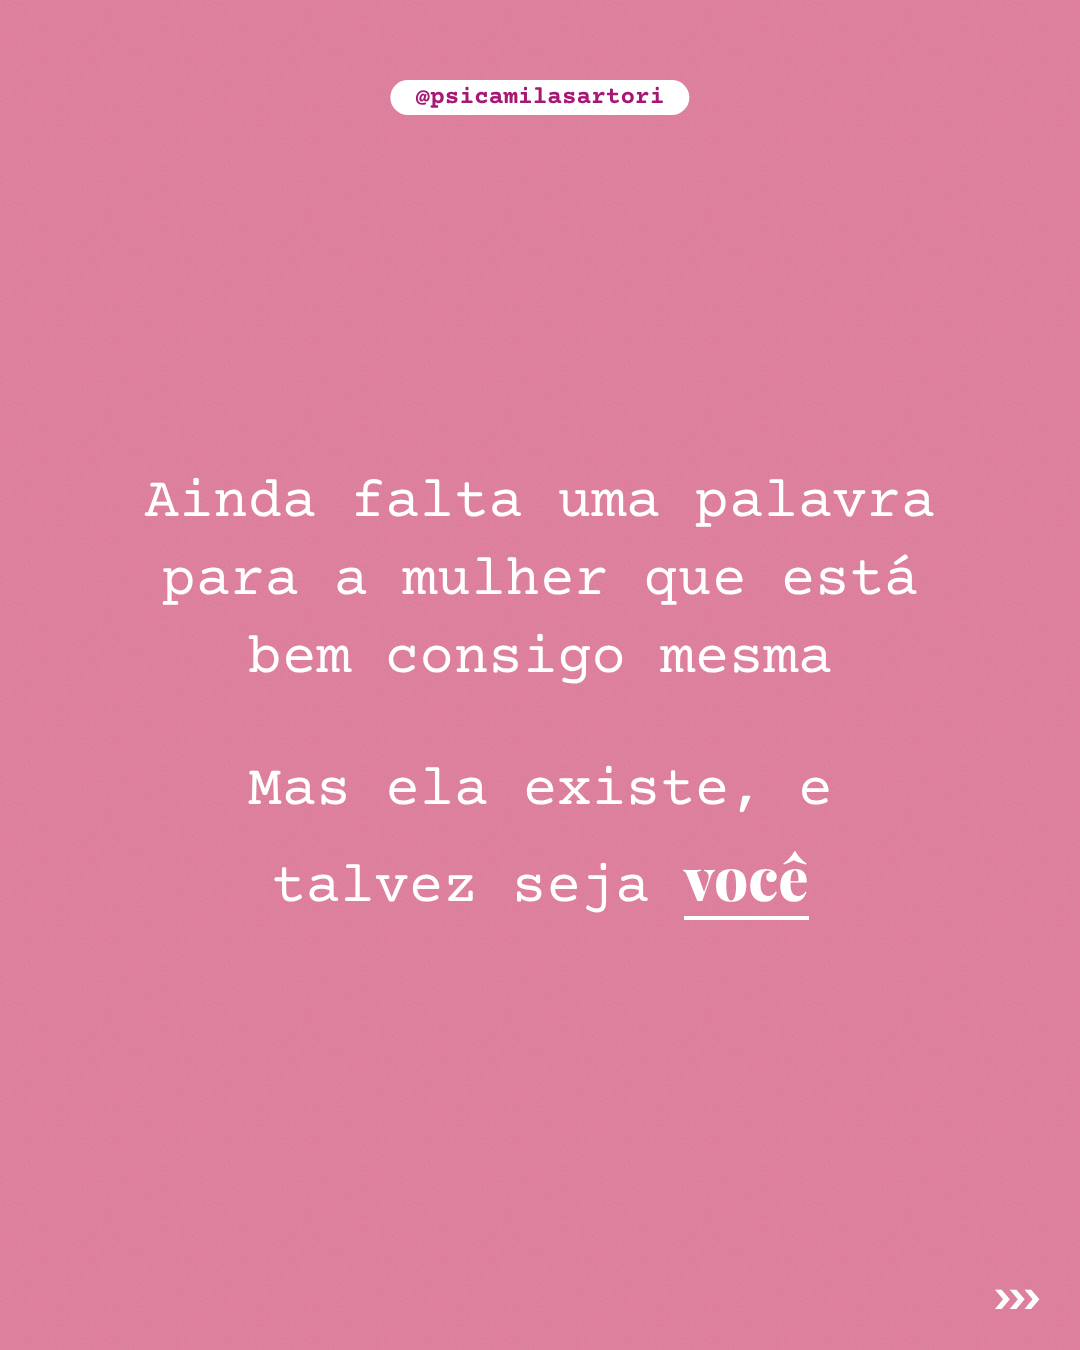 @psicamilasartori
Ainda falta uma palavra
para a mulher que está
bem consigo mesma
Mas ela existe, e
talvez seja você